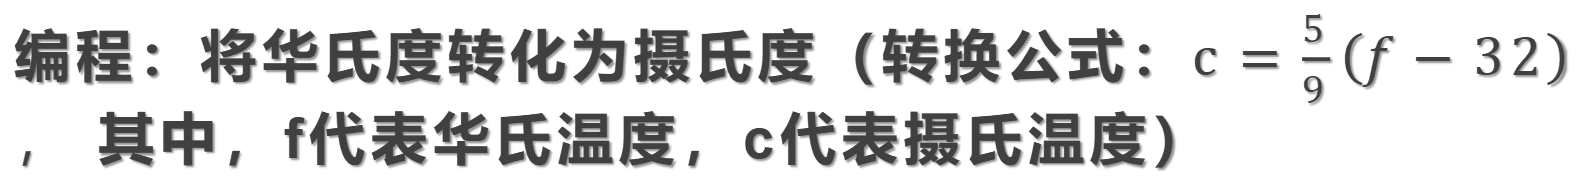 编程：将华氏度转化为摄氏度（转换公式：c = 5/9 (f − 32)
， 其中，f代表华氏温度，c代表摄氏温度）